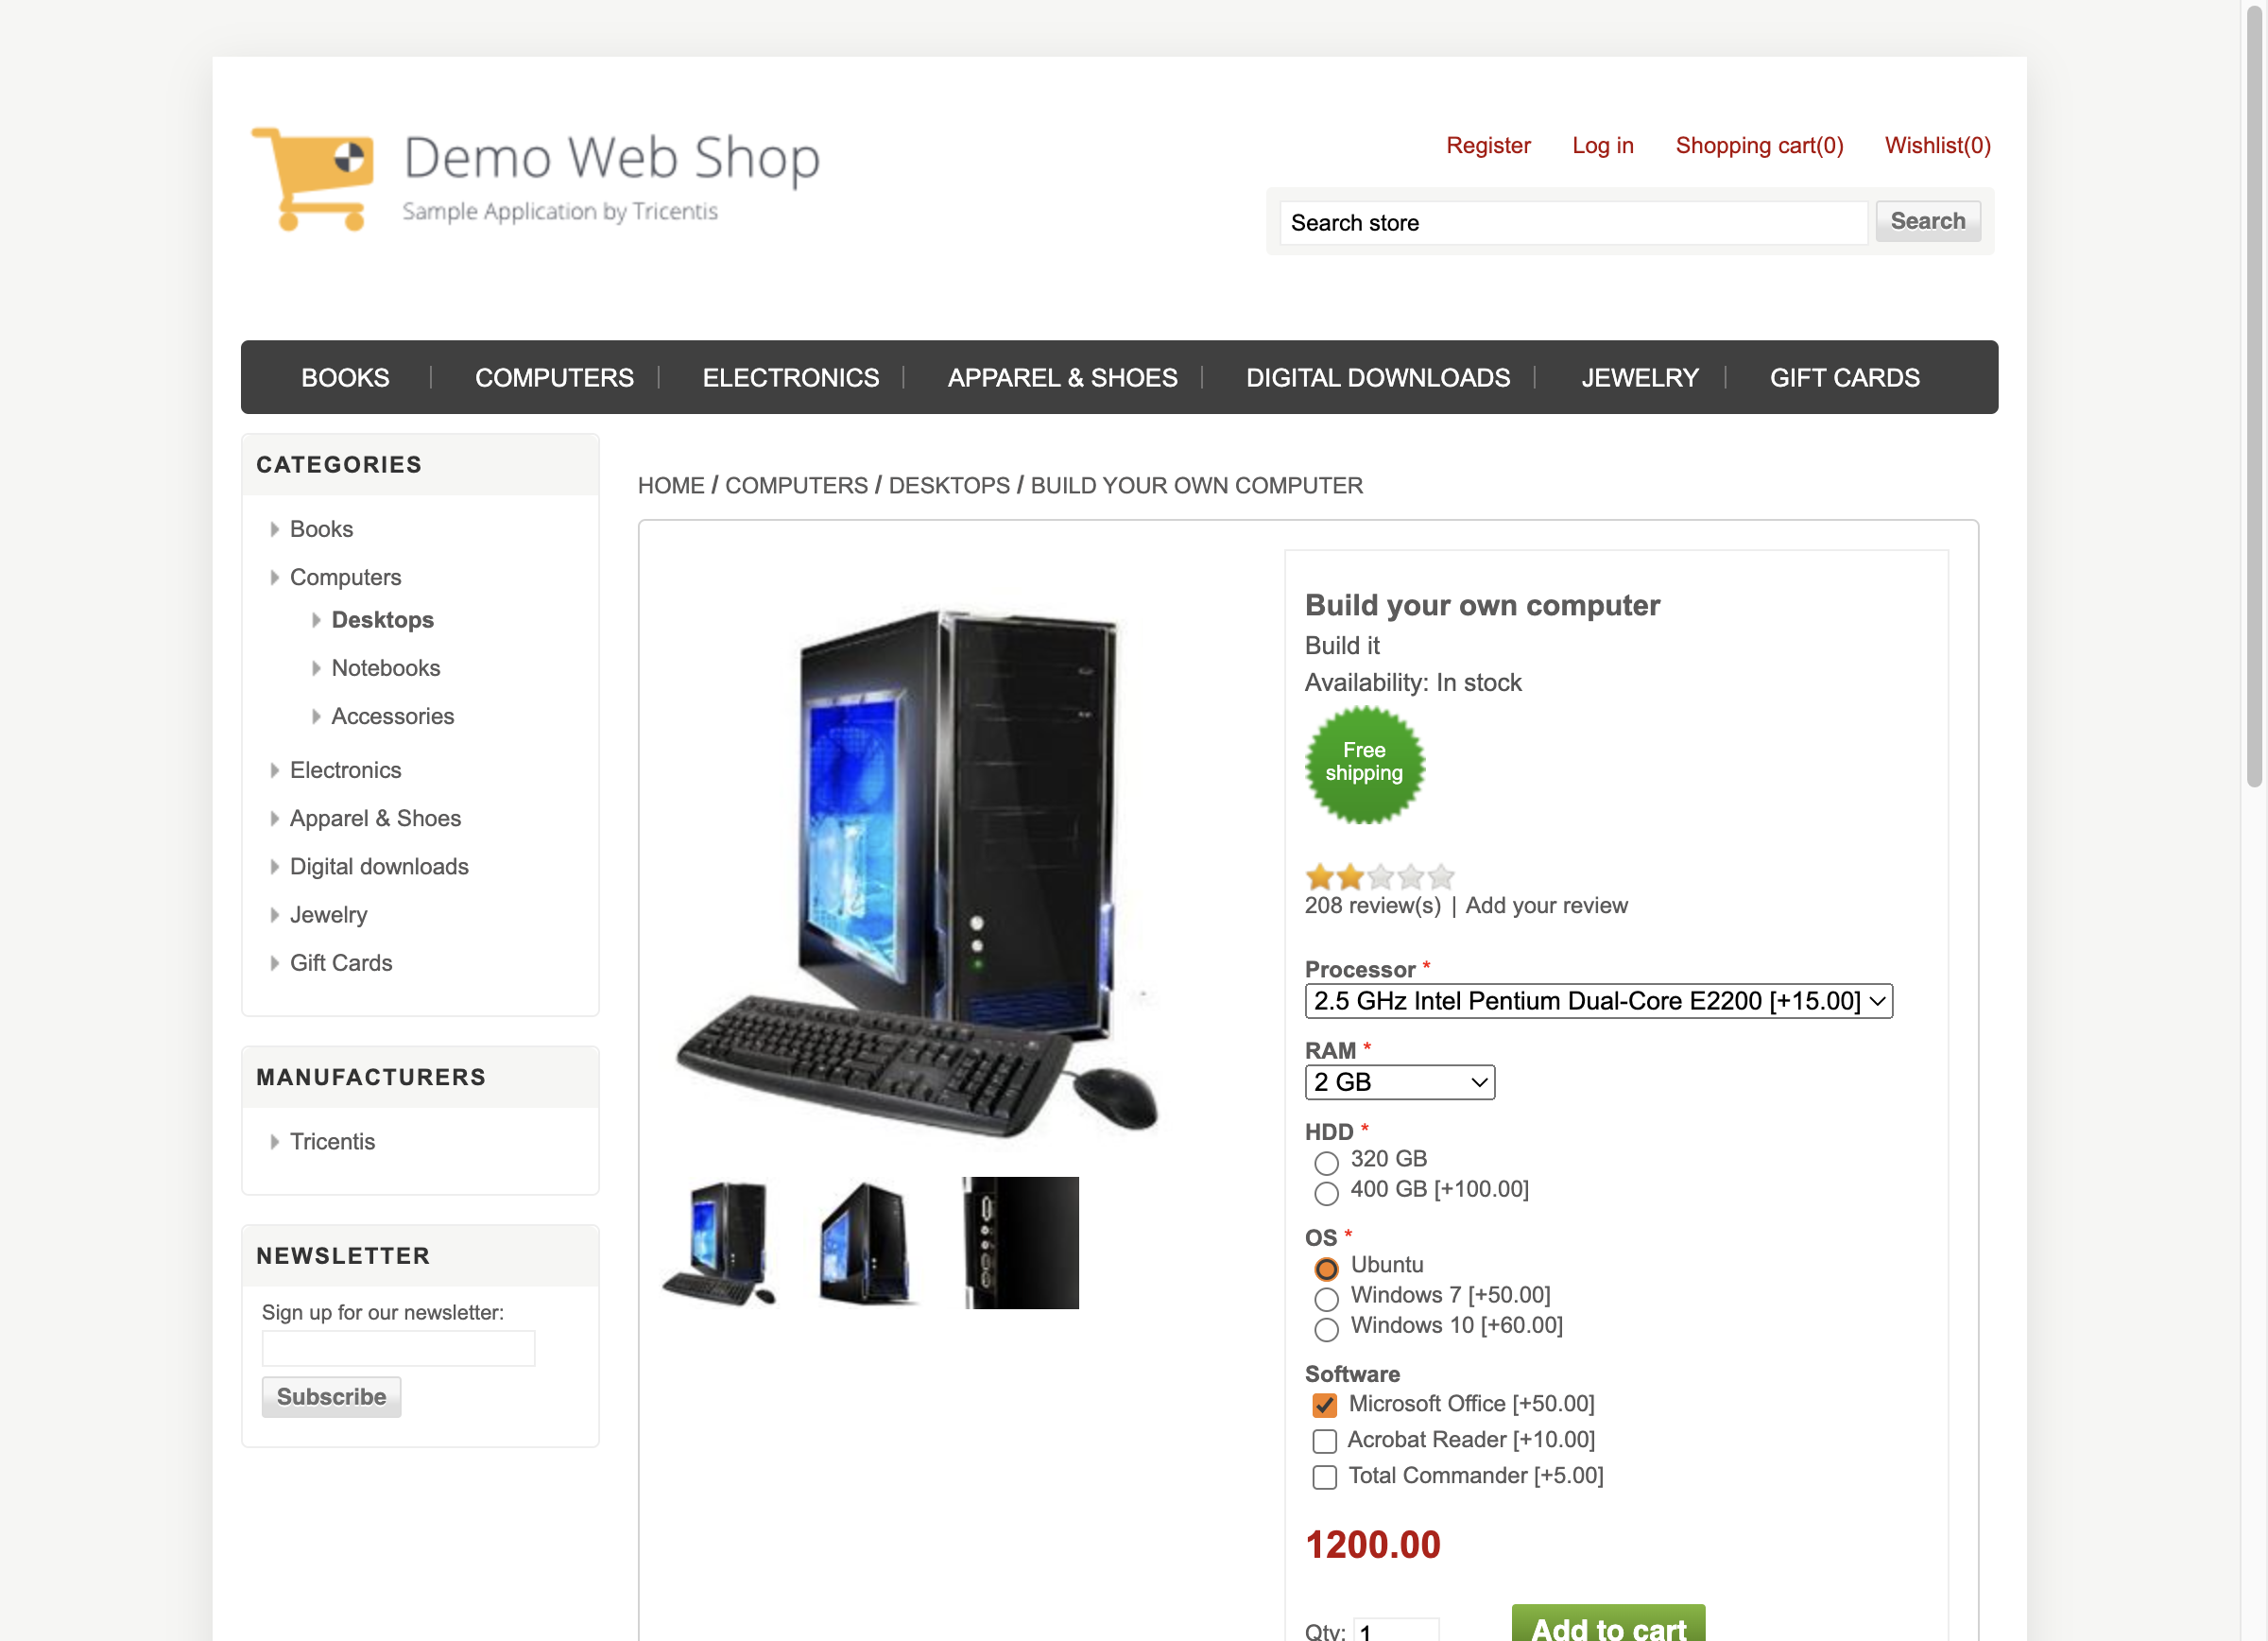 Demo Web Shop
Sample Application by Tricentis
Register Log in Shopping cart(0) Wishlist(0)
Search store Search
BOOKS COMPUTERS ELECTRONICS APPAREL & SHOES DIGITAL DOWNLOADS JEWELRY GIFT CARDS
CATEGORIES
Books
Computers
Desktops
Notebooks
Accessories
Electronics
Apparel & Shoes
Digital downloads
Jewelry
Gift Cards
MANUFACTURERS
Tricentis
NEWSLETTER
Sign up for our newsletter:
Subscribe
HOME / COMPUTERS / DESKTOPS / BUILD YOUR OWN COMPUTER
Build your own computer
Build it
Availability: In stock
Free
shipping
208 review(s) | Add your review
Processor *
2.5 GHz Intel Pentium Dual-Core E2200 [+15.00]
RAM *
2 GB
HDD *
320 GB
400 GB [+100.00]
OS *
Ubuntu
Windows 7 [+50.00]
Windows 10 [+60.00]
Software
Microsoft Office [+50.00]
Acrobat Reader [+10.00]
Total Commander [+5.00]
1200.00
Qty: 1 Add to cart